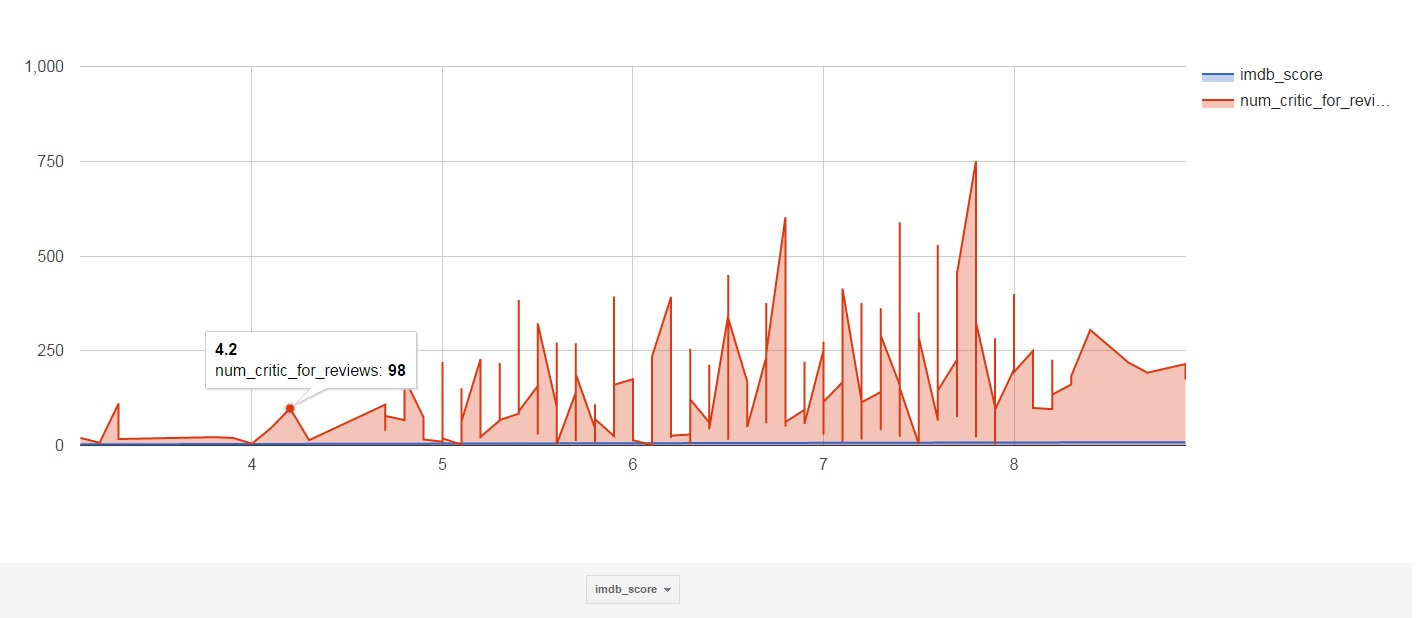 1,000
750
500
250
0
4
5
6
7
8
imdb_score
num_critic_for_revi...
4.2
num_critic_for_reviews: 98
imdb_score